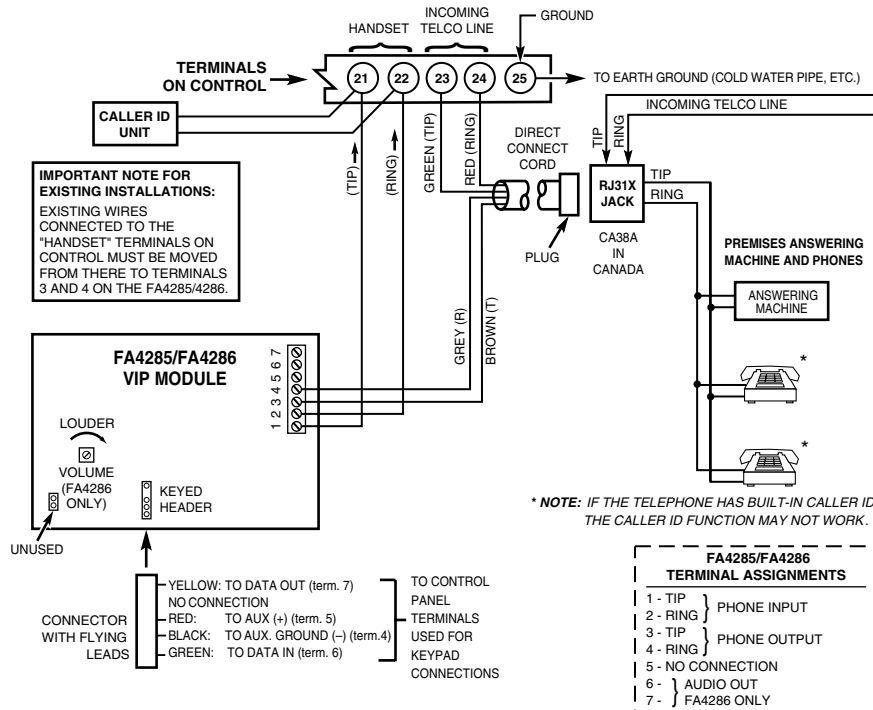 HANDSET
INCOMING
TELCO LINE
GROUND
TERMINALS
ON CONTROL
21 22 23 24 25
TO EARTH GROUND (COLD WATER PIPE, ETC.)
INCOMING TELCO LINE
CALLER ID
UNIT
(TIP)
(RING)
GREEN (TIP)
RED (RING)
DIRECT
CONNECT
CORD
TIP
RING
RJ31X
JACK
TIP
RING
PLUG
CA38A
IN
CANADA
IMPORTANT NOTE FOR
EXISTING INSTALLATIONS:
EXISTING WIRES
CONNECTED TO THE
"HANDSET" TERMINALS ON
CONTROL MUST BE MOVED
FROM THERE TO TERMINALS
3 AND 4 ON THE FA4285/4286.
PREMISES ANSWERING
MACHINE AND PHONES
ANSWERING
MACHINE
*
*
GREY (R)
BROWN (T)
FA4285/FA4286
VIP MODULE
1 2 3 4 5 6 7
LOUDER
VOLUME
(FA4286
ONLY)
KEYED
HEADER
UNUSED
* NOTE: IF THE TELEPHONE HAS BUILT-IN CALLER ID
THE CALLER ID FUNCTION MAY NOT WORK.
CONNECTOR
WITH FLYING
LEADS
YELLOW: TO DATA OUT (term. 7)
NO CONNECTION
RED: TO AUX (+) (term. 5)
BLACK: TO AUX. GROUND (–) (term.4)
GREEN: TO DATA IN (term. 6)
TO CONTROL
PANEL
TERMINALS
USED FOR
KEYPAD
CONNECTIONS
FA4285/FA4286
TERMINAL ASSIGNMENTS
1 - TIP
2 - RING
PHONE INPUT
3 - TIP
4 - RING
PHONE OUTPUT
5 - NO CONNECTION
6 - AUDIO OUT
7 - FA4286 ONLY